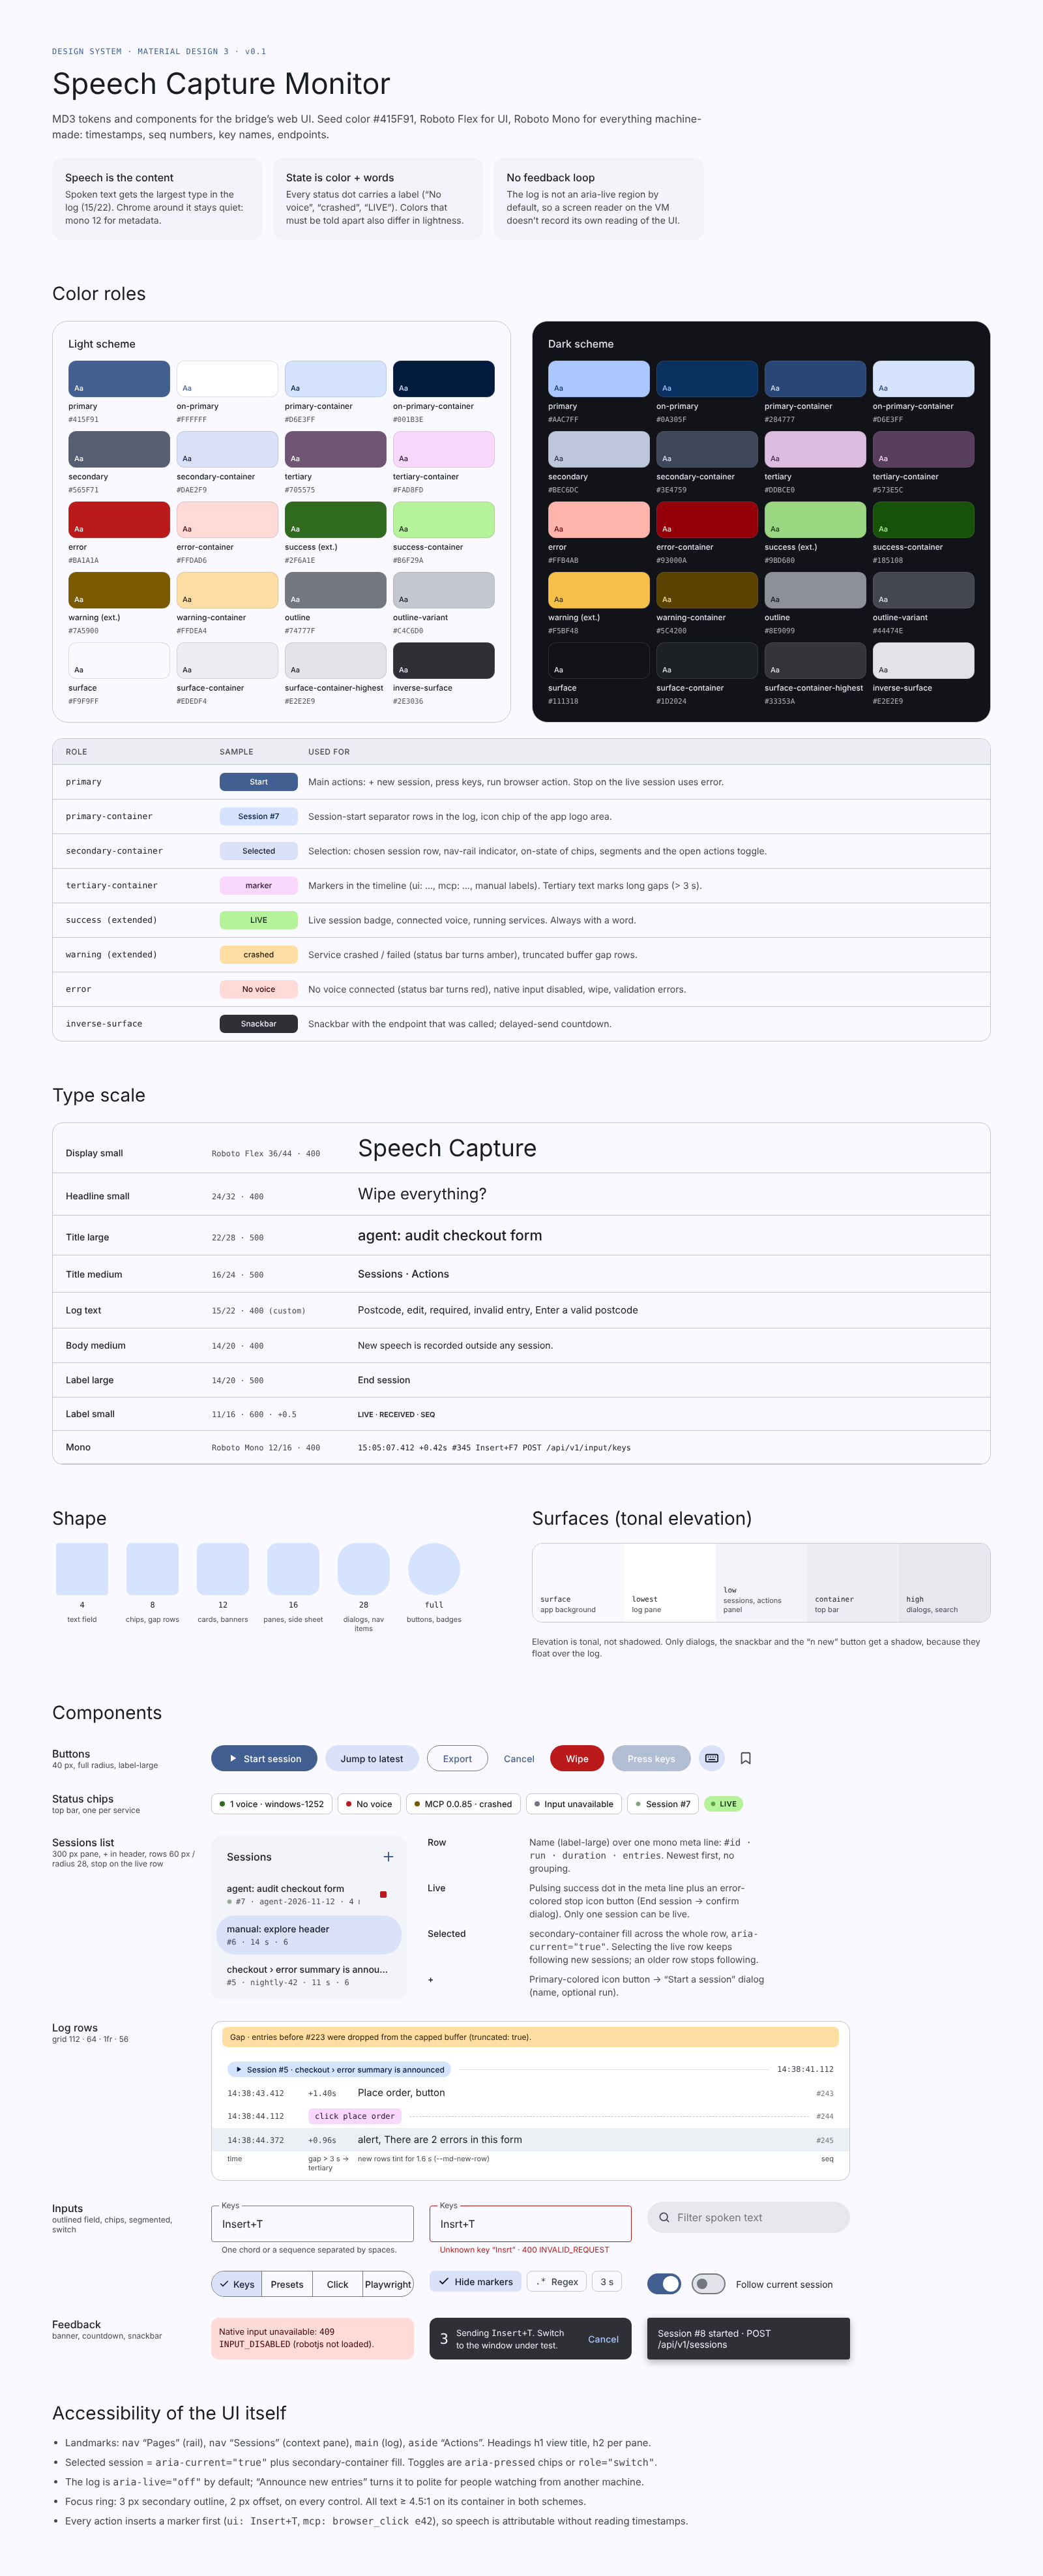 DESIGN SYSTEM · MATERIAL DESIGN 3 · v0.1
Speech Capture Monitor
MD3 tokens and components for the bridge’s web UI. Seed color #415F91, Roboto Flex for UI, Roboto Mono for everything machine-
made: timestamps, seq numbers, key names, endpoints.
Speech is the content
Spoken text gets the largest type in the
log (15/22). Chrome around it stays quiet:
mono 12 for metadata.
State is color + words
Every status dot carries a label (“No
voice”, “crashed”, “LIVE”). Colors that
must be told apart also differ in lightness.
No feedback loop
The log is not an aria-live region by
default, so a screen reader on the VM
doesn’t record its own reading of the UI.
Color roles
Light scheme
Aa Aa Aa Aa
primary on-primary primary-container on-primary-container
#415F91 #FFFFFF #D6E3FF #001B3E
Aa Aa Aa Aa
secondary secondary-container tertiary tertiary-container
#565F71 #DAE2F9 #705575 #FAD8FD
Aa Aa Aa Aa
error error-container success (ext.) success-container
#BA1A1A #FFDAD6 #2F6A1E #B6F29A
Aa Aa Aa Aa
warning (ext.) warning-container outline outline-variant
#7A5900 #FFDEA4 #74777F #C4C6D0
Aa Aa Aa Aa
surface surface-container surface-container-highest inverse-surface
#F9F9FF #EDEDF4 #E2E2E9 #2E3036
Dark scheme
Aa Aa Aa Aa
primary on-primary primary-container on-primary-container
#AAC7FF #0A305F #284777 #D6E3FF
Aa Aa Aa Aa
secondary secondary-container tertiary tertiary-container
#BEC6DC #3E4759 #DDBCE0 #573E5C
Aa Aa Aa Aa
error error-container success (ext.) success-container
#FFB4AB #93000A #9BD680 #185108
Aa Aa Aa Aa
warning (ext.) warning-container outline outline-variant
#F5BF48 #5C4200 #8E9099 #44474E
Aa Aa Aa Aa
surface surface-container surface-container-highest inverse-surface
#111318 #1D2024 #33353A #E2E2E9
ROLE SAMPLE USED FOR
primary Start Main actions: + new session, press keys, run browser action. Stop on the live session uses error.
primary-container Session #7 Session-start separator rows in the log, icon chip of the app logo area.
secondary-container Selected Selection: chosen session row, nav-rail indicator, on-state of chips, segments and the open actions toggle.
tertiary-container marker Markers in the timeline (ui: …, mcp: …, manual labels). Tertiary text marks long gaps (> 3 s).
success (extended) LIVE Live session badge, connected voice, running services. Always with a word.
warning (extended) crashed Service crashed / failed (status bar turns amber), truncated buffer gap rows.
error No voice No voice connected (status bar turns red), native input disabled, wipe, validation errors.
inverse-surface Snackbar Snackbar with the endpoint that was called; delayed-send countdown.
Type scale
Display small Roboto Flex 36/44 · 400 Speech Capture
Headline small 24/32 · 400 Wipe everything?
Title large 22/28 · 500 agent: audit checkout form
Title medium 16/24 · 500 Sessions · Actions
Log text 15/22 · 400 (custom) Postcode, edit, required, invalid entry, Enter a valid postcode
Body medium 14/20 · 400 New speech is recorded outside any session.
Label large 14/20 · 500 End session
Label small 11/16 · 600 · +0.5 LIVE · RECEIVED · SEQ
Mono Roboto Mono 12/16 · 400 15:05:07.412 +0.42s #345 Insert+F7 POST /api/v1/input/keys
Shape
4 8 12 16 28 full
text field chips, gap rows cards, banners panes, side sheet dialogs, nav buttons, badges
items
Surfaces (tonal elevation)
surface
app background
lowest
log pane
low
sessions, actions
panel
container
top bar
high
dialogs, search
Elevation is tonal, not shadowed. Only dialogs, the snackbar and the “n new” button get a shadow, because they
float over the log.
Components
Buttons
40 px, full radius, label-large
Start session Jump to latest Export Cancel Wipe Press keys
Status chips
top bar, one per service
1 voice · windows-1252 No voice MCP 0.0.85 · crashed Input unavailable Session #7 LIVE
Sessions list
300 px pane, + in header, rows 60 px /
radius 28, stop on the live row
Sessions
agent: audit checkout form
#7 · agent-2026-11-12 · 4
manual: explore header
#6 · 14 s · 6
checkout › error summary is annou…
#5 · nightly-42 · 11 s · 6
Row Name (label-large) over one mono meta line: #id ·
run · duration · entries. Newest first, no
grouping.
Live Pulsing success dot in the meta line plus an error-
colored stop icon button (End session → confirm
dialog). Only one session can be live.
Selected secondary-container fill across the whole row, aria-
current="true". Selecting the live row keeps
following new sessions; an older row stops following.
+ Primary-colored icon button → “Start a session” dialog
(name, optional run).
Log rows
grid 112 · 64 · 1fr · 56
Gap · entries before #223 were dropped from the capped buffer (truncated: true).
Session #5 · checkout › error summary is announced 14:38:41.112
14:38:43.412 +1.40s Place order, button #243
14:38:44.112 click place order #244
14:38:44.372 +0.96s alert, There are 2 errors in this form #245
time gap > 3 s → new rows tint for 1.6 s (--md-new-row) seq
tertiary
Inputs
outlined field, chips, segmented,
switch
Keys
Insert+T
One chord or a sequence separated by spaces.
Keys
Insrt+T
Unknown key “Insrt” · 400 INVALID_REQUEST
Filter spoken text
Keys Presets Click Playwright
Hide markers .* Regex 3 s
Follow current session
Feedback
banner, countdown, snackbar
Native input unavailable: 409
INPUT_DISABLED (robotjs not loaded).
3 Sending Insert+T. Switch
to the window under test.
Cancel
Session #8 started · POST
/api/v1/sessions
Accessibility of the UI itself
• Landmarks: nav “Pages” (rail), nav “Sessions” (context pane), main (log), aside “Actions”. Headings h1 view title, h2 per pane.
• Selected session = aria-current="true" plus secondary-container fill. Toggles are aria-pressed chips or role="switch".
• The log is aria-live="off" by default; “Announce new entries” turns it to polite for people watching from another machine.
• Focus ring: 3 px secondary outline, 2 px offset, on every control. All text ≥ 4.5:1 on its container in both schemes.
• Every action inserts a marker first (ui: Insert+T, mcp: browser_click e42), so speech is attributable without reading timestamps.